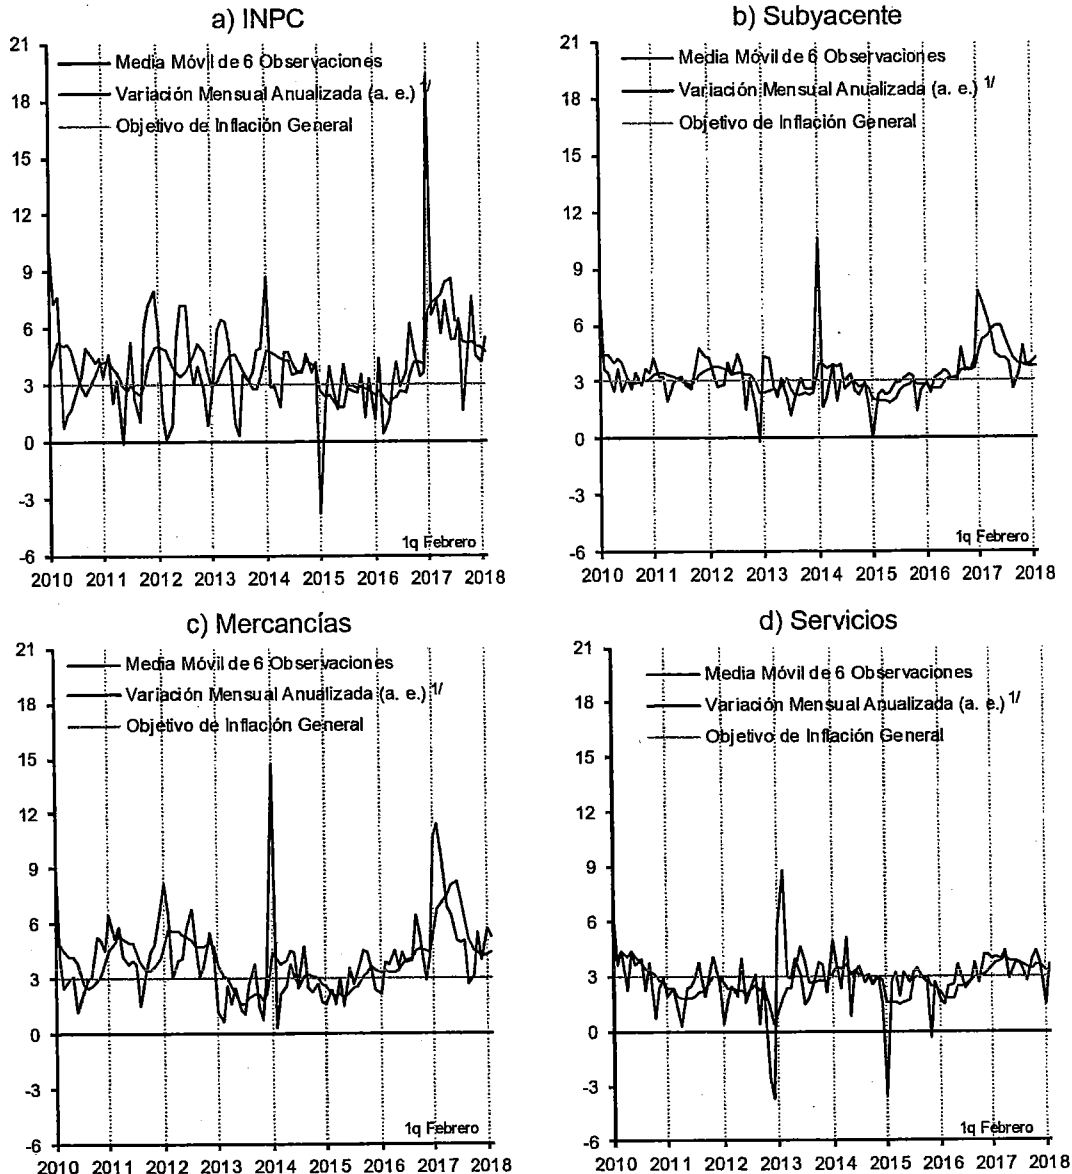 a) INPC
21
18
15
12
9
6
3
0
-3
-6
Media Móvil de 6 Observaciones
Variación Mensual Anualizada (a. e.) 1/
Objetivo de Inflación General
1q Febrero
2010 2011 2012 2013 2014 2015 2016 2017 2018
b) Subyacente
21
18
15
12
9
6
3
0
-3
-6
Media Móvil de 6 Observaciones
Variación Mensual Anualizada (a. e.) 1/
Objetivo de Inflación General
1q Febrero
2010 2011 2012 2013 2014 2015 2016 2017 2018
c) Mercancías
21
18
15
12
9
6
3
0
-3
-6
Media Móvil de 6 Observaciones
Variación Mensual Anualizada (a. e.) 1/
Objetivo de Inflación General
1q Febrero
2010 2011 2012 2013 2014 2015 2016 2017 2018
d) Servicios
21
18
15
12
9
6
3
0
-3
-6
Media Móvil de 6 Observaciones
Variación Mensual Anualizada (a. e.) 1/
Objetivo de Inflación General
1q Febrero
2010 2011 2012 2013 2014 2015 2016 2017 2018